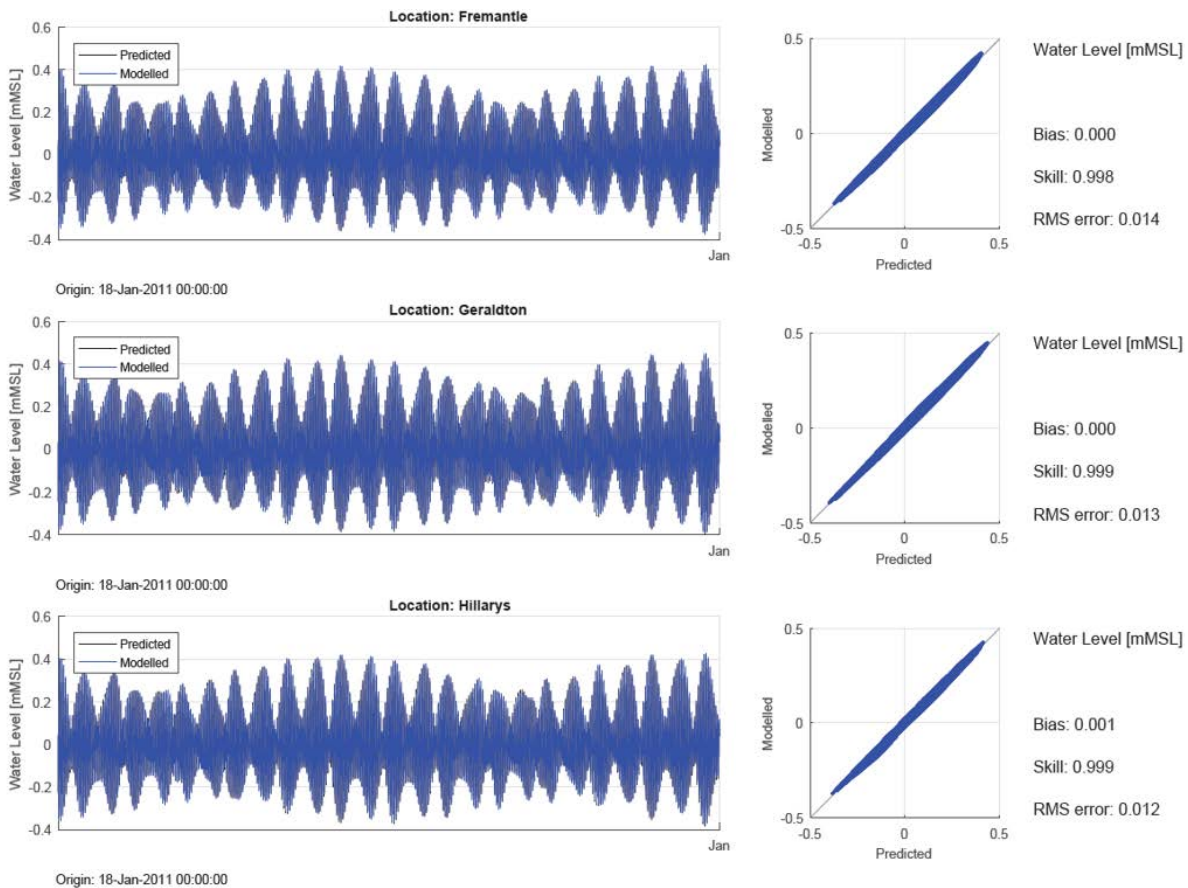 Location: Fremantle
0.6
0.4
0.2
0
-0.2
-0.4
Water Level [mMSL]
Predicted
Modelled
Jan
Origin: 18-Jan-2011 00:00:00
0.5
0
-0.5
Modelled
-0.5 0 0.5
Predicted
Water Level [mMSL]
Bias: 0.000
Skill: 0.998
RMS error: 0.014
Location: Geraldton
0.6
0.4
0.2
0
-0.2
-0.4
Water Level [mMSL]
Predicted
Modelled
Jan
Origin: 18-Jan-2011 00:00:00
0.5
0
-0.5
Modelled
-0.5 0 0.5
Predicted
Water Level [mMSL]
Bias: 0.000
Skill: 0.999
RMS error: 0.013
Location: Hillarys
0.6
0.4
0.2
0
-0.2
-0.4
Water Level [mMSL]
Predicted
Modelled
Jan
Origin: 18-Jan-2011 00:00:00
0.5
0
-0.5
Modelled
-0.5 0 0.5
Predicted
Water Level [mMSL]
Bias: 0.001
Skill: 0.999
RMS error: 0.012